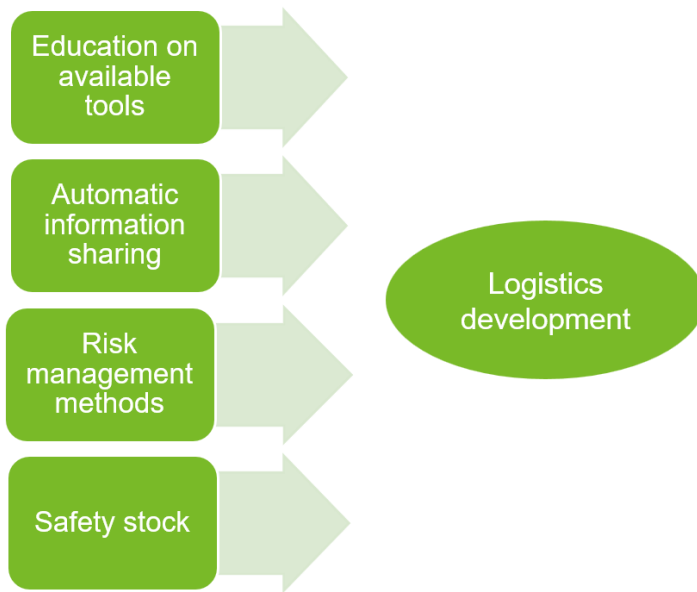 Education on
available
tools
Automatic
information
sharing
Risk
management
methods
Safety stock
Logistics
development